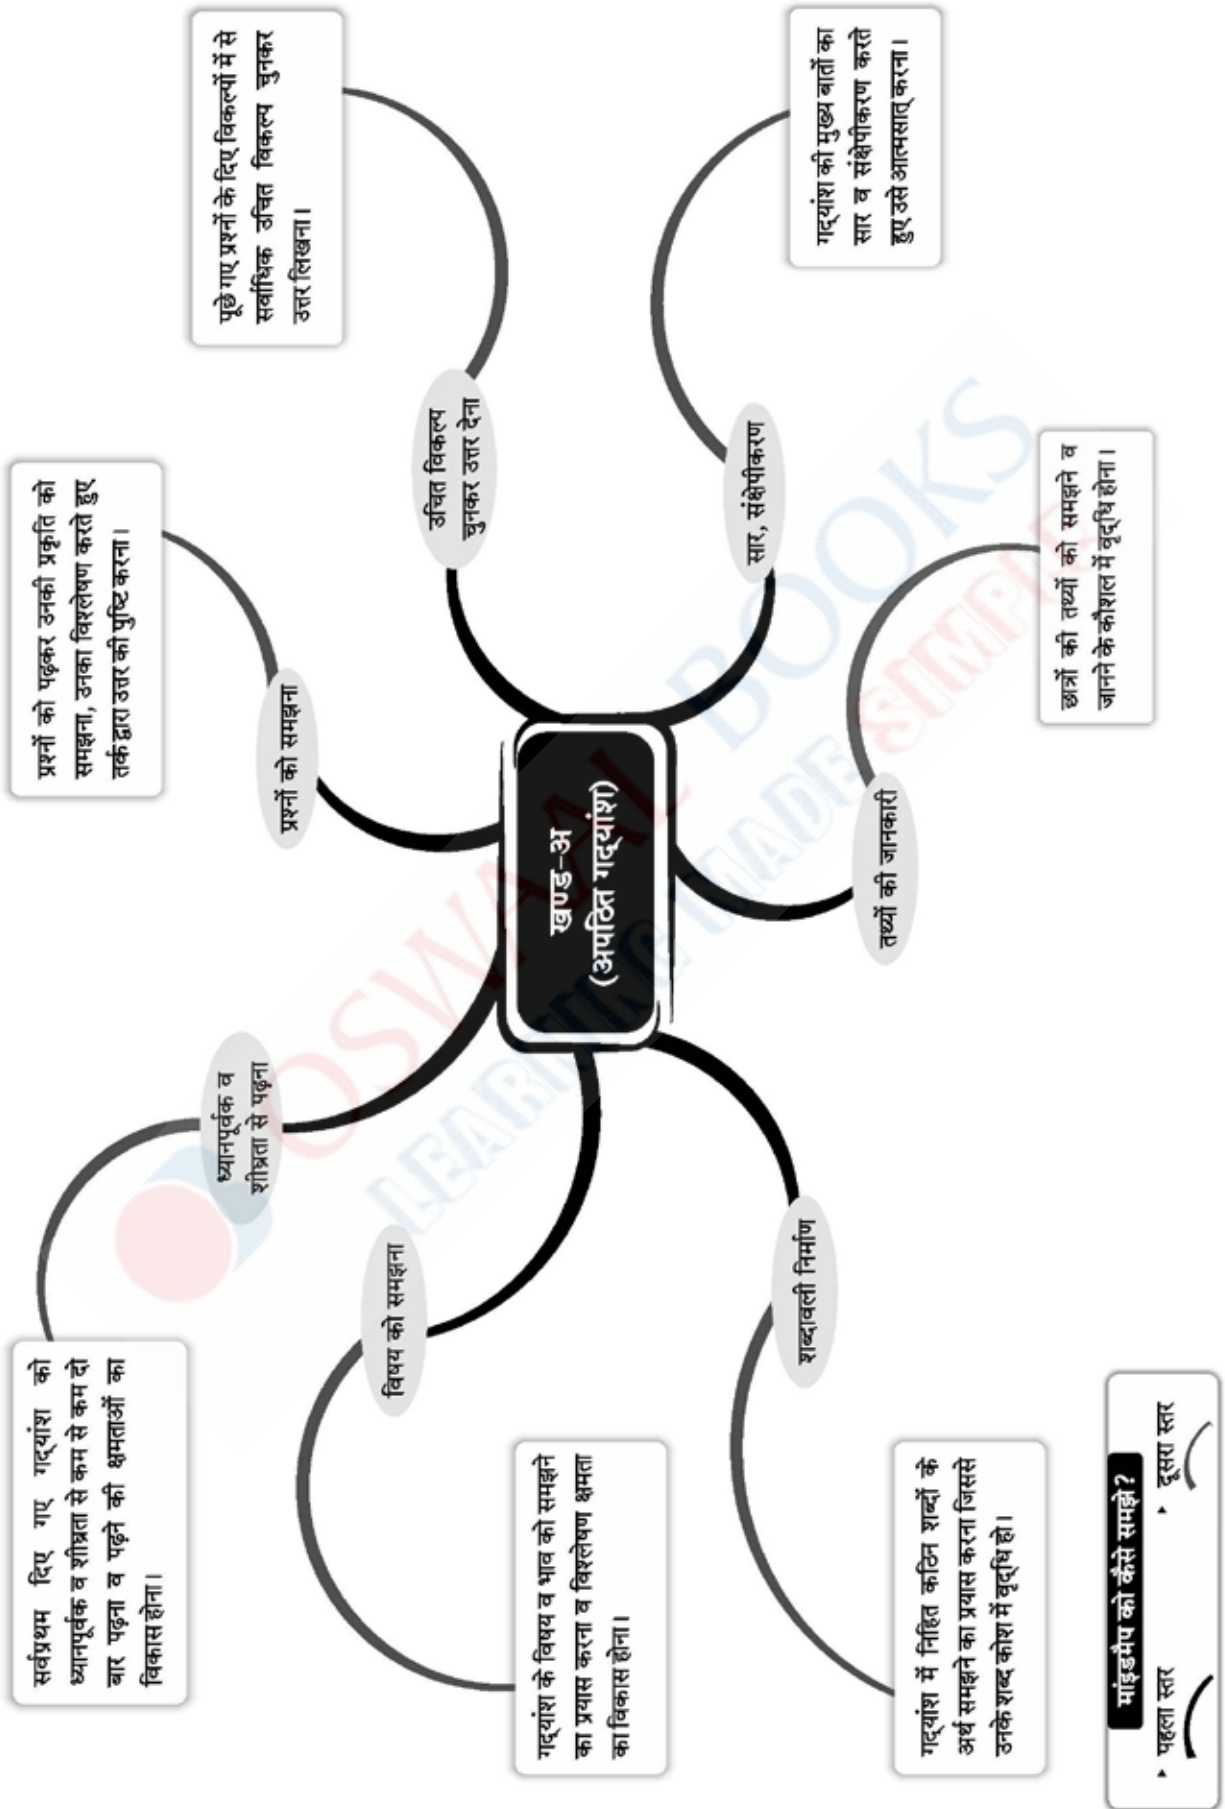 सर्वप्रथम दिए गए गद्‌यांश को
ध्यानपूर्वक व शीघ्रता से कम से कम दो
बार पढ़ना व पढ़ने की क्षमताओं का
विकास होना।
ध्यानपूर्वक व
शीघ्रता से पढ़ना
प्रश्नों को पढ़कर उनकी प्रकृति को
समझना, उनका विश्लेषण करते हुए
तर्क द्वारा उत्तर की पुष्टि करना।
प्रश्नों को समझना
पूछे गए प्रश्नों के दिए विकल्पों में से
सर्वाधिक उचित विकल्प चुनकर
उत्तर लिखना।
उचित विकल्प
चुनकर उत्तर देना
गद्‌यांश के विषय व भाव को समझने
का प्रयास करना व विश्लेषण क्षमता
का विकास होना।
विषय को समझना
खण्ड-अ
(अपठित गद्‌यांश)
सार, संक्षेपीकरण
गद्‌यांश की मुख्य बातों का
सार व संक्षेपीकरण करते
हुए उसे आत्मसात् करना।
गद्‌यांश में निहित कठिन शब्दों के
अर्थ समझने का प्रयास करना जिससे
उनके शब्द कोश में वृद्‌धि हो।
शब्दावली निर्माण
तथ्यों की जानकारी
छात्रों की तथ्यों को समझने व
जानने के कौशल में वृद्‌धि होना।
मांइडमैप को कैसे समझे?
पहला स्तर
दूसरा स्तर
OSWAAL BOOKS
LEARNING MADE SIMPLE